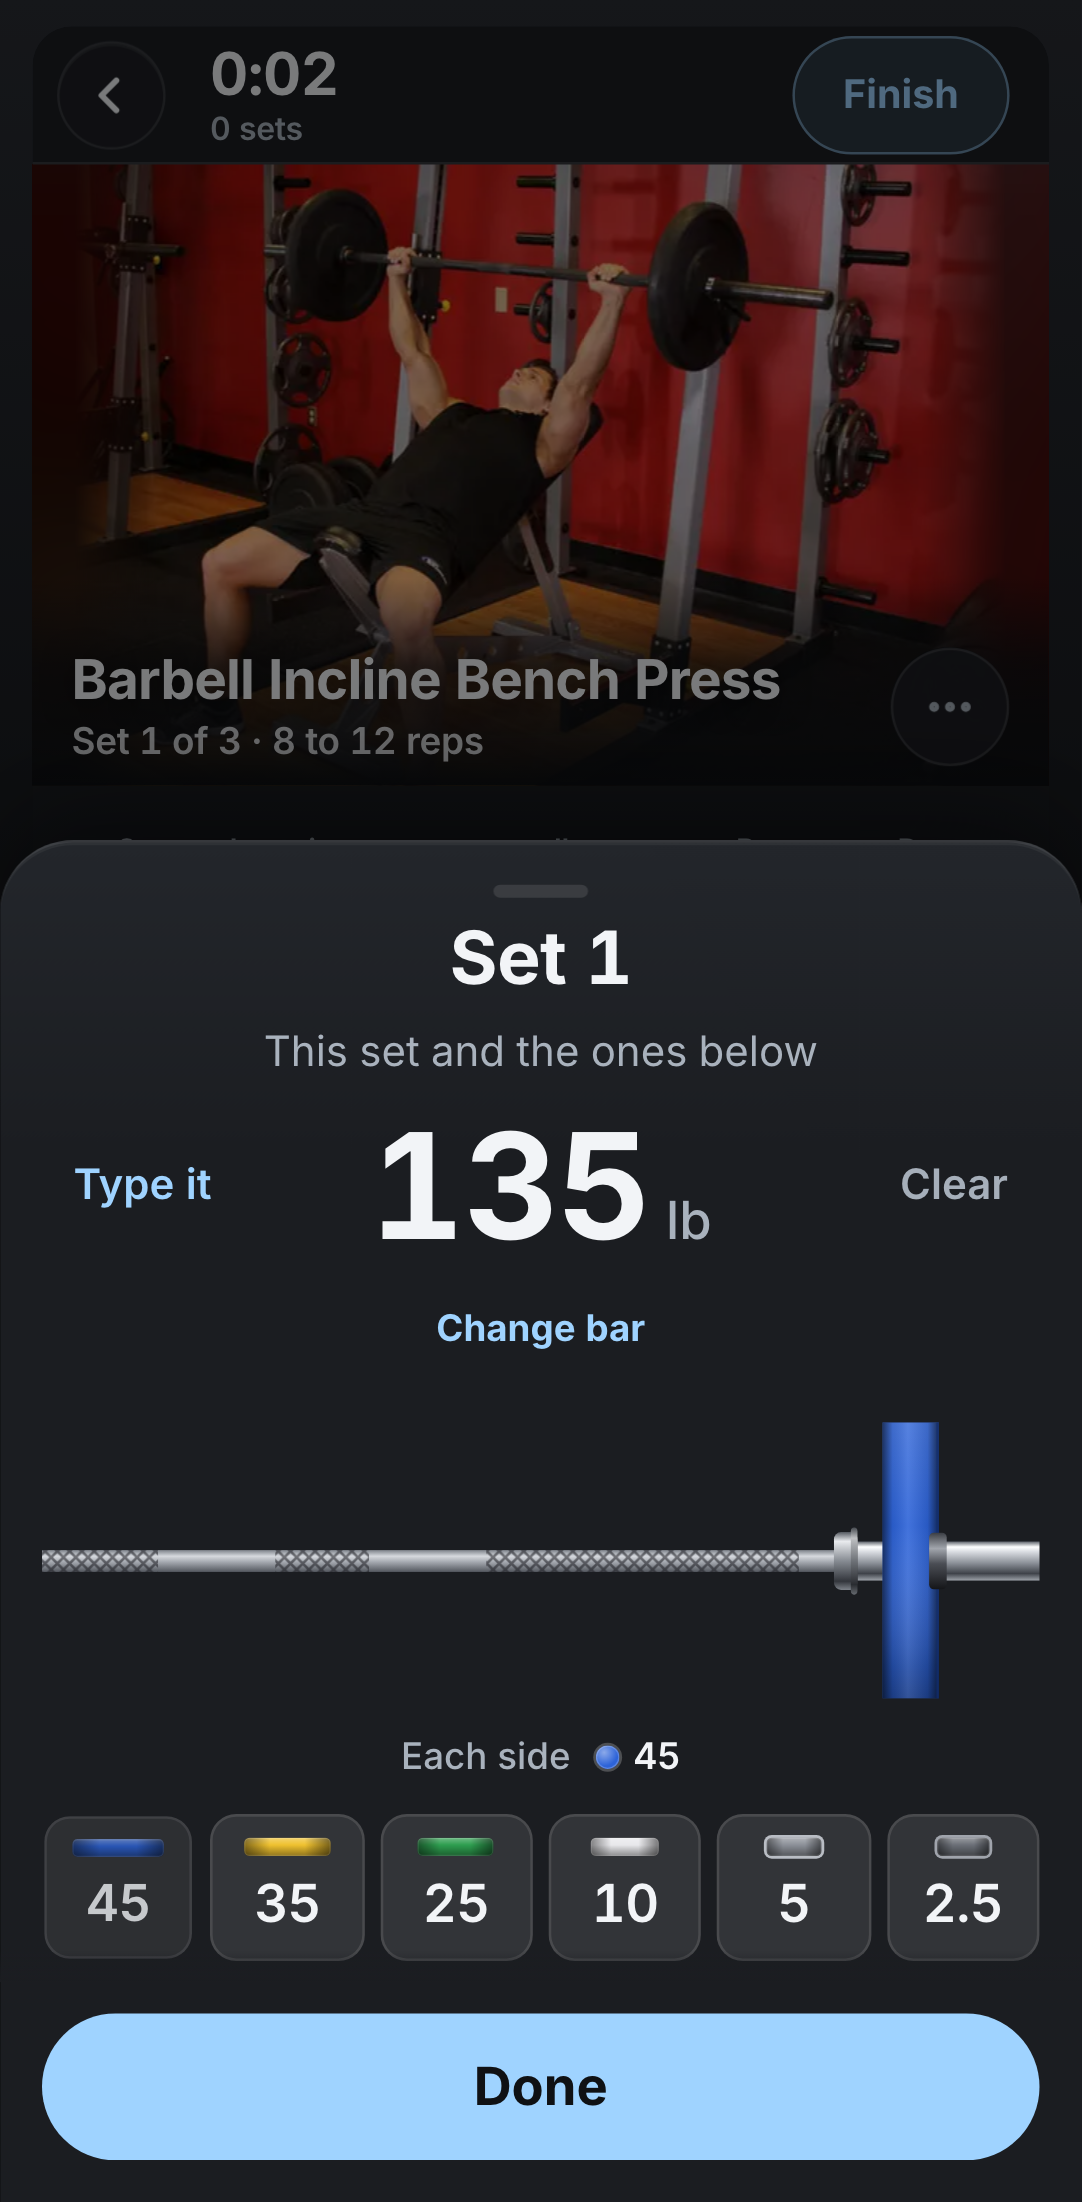 0:02
0 sets
Finish
Barbell Incline Bench Press
Set 1 of 3 · 8 to 12 reps
Set 1
This set and the ones below
Type it
135 lb
Clear
Change bar
Each side 45
45
35
25
10
5
2.5
Done